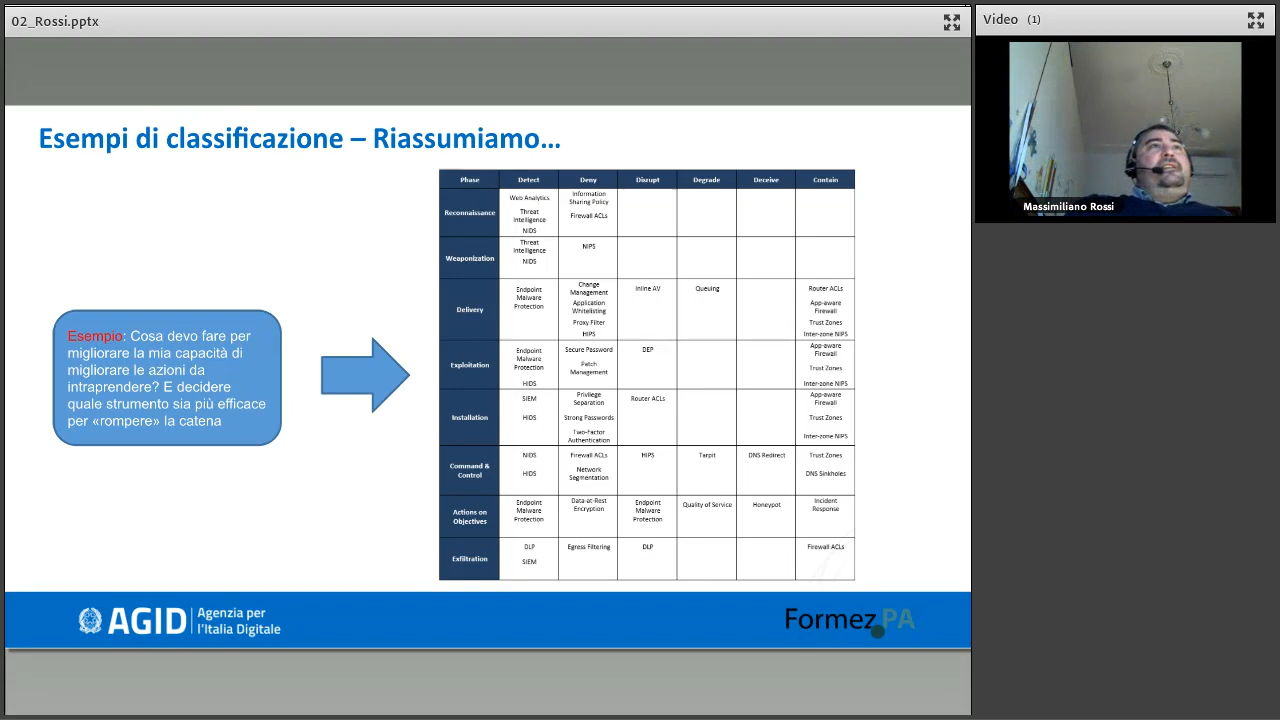 02_Rossi.pptx
Video (1)
Massimiliano Rossi
Esempi di classificazione – Riassumiamo…
Esempio: Cosa devo fare per
migliorare la mia capacità di
migliorare le azioni da
intraprendere? E decidere
quale strumento sia più efficace
per «rompere» la catena
Phase Detect Deny Disrupt Degrade Deceive Contain
Reconnaissance
Web Analytics
Threat
Intelligence
NIDS
Information
Sharing Policy
Firewall ACLs
Weaponization
Threat
Intelligence
NIDS
NIPS
Delivery
Endpoint
Malware
Protection
Change
Management
Application
Whitelisting
Proxy Filter
HIPS
Inline AV
Queuing
Router ACLs
App-aware
Firewall
Trust Zones
Inter-zone NIPS
Exploitation
Endpoint
Malware
Protection
HIDS
Secure Password
Patch
Management
DEP
App-aware
Firewall
Trust Zones
Inter-zone NIPS
Installation
SIEM
HIDS
Privilege
Separation
Strong Passwords
Two-Factor
Authentication
Router ACLs
App-aware
Firewall
Trust Zones
Inter-zone NIPS
Command &
Control
NIDS
HIDS
Firewall ACLs
Network
Segmentation
HIPS
Tarpit
DNS Redirect
Trust Zones
DNS Sinkholes
Actions on
Objectives
Endpoint
Malware
Protection
Data-at-Rest
Encryption
Endpoint
Malware
Protection
Quality of Service
Honeypot
Incident
Response
Exfiltration
DLP
SIEM
Egress Filtering
DLP
Firewall ACLs
AGID
Agenzia per
l'Italia Digitale
Formez PA